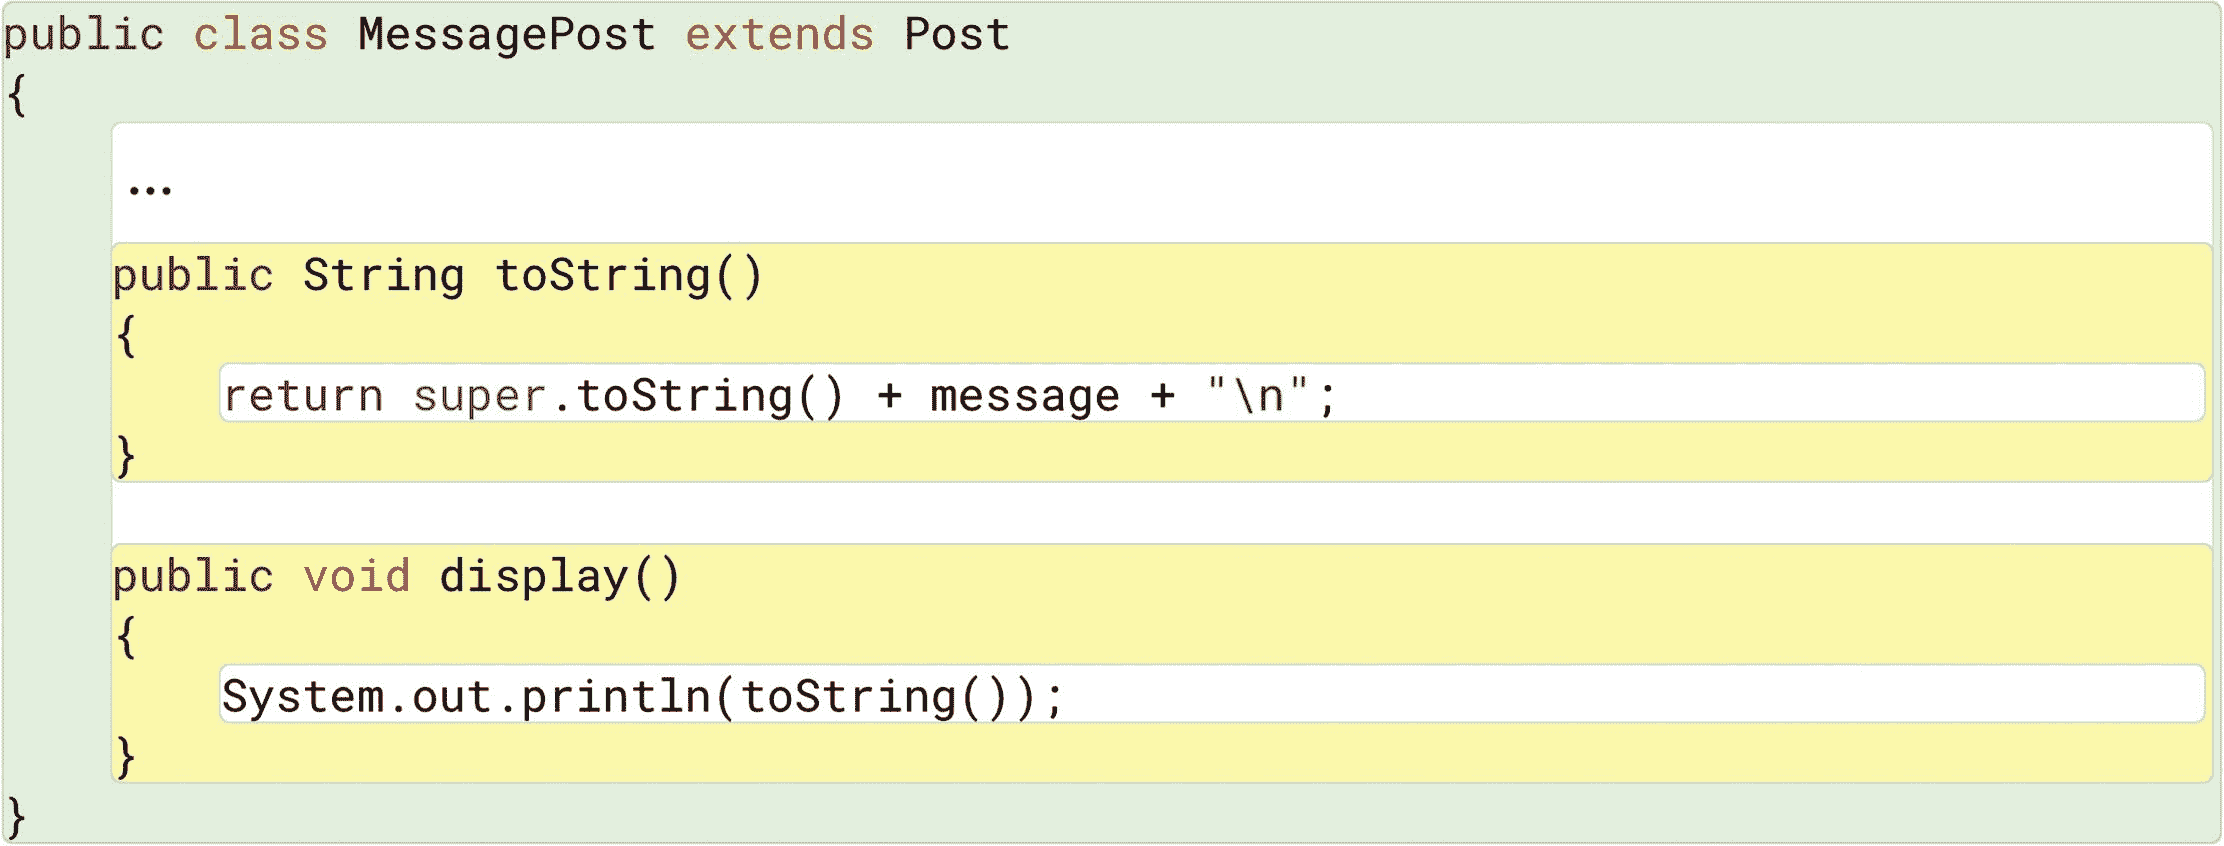 public class MessagePost extends Post
{
...
public String toString()
{
return super.toString() + message + "\n";
}
public void display()
{
System.out.println(toString());
}
}